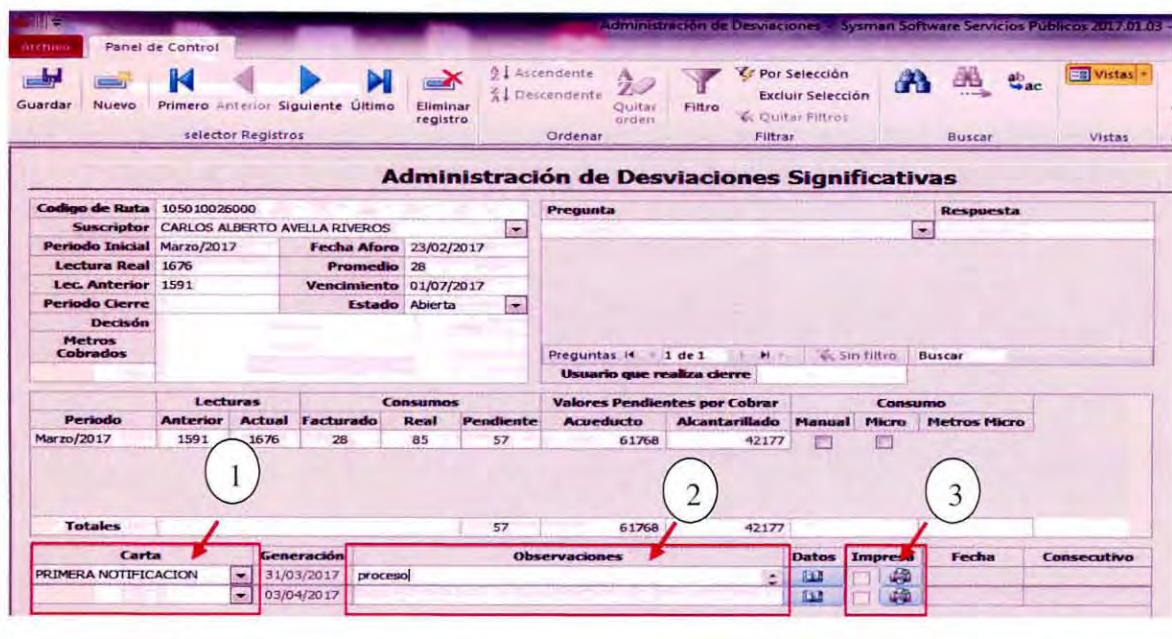 Administración de Desviaciones - Sysman Software Servicios Públicos 2017.01.03 -
Archivo Panel de Control
Guardar Nuevo Primero Anterior Siguiente Último Eliminar registro
selector Registros
Ascendente
Descendente
Quitar orden
Ordenar
Filtro
Por Selección
Excluir Selección
Quitar Filtros
Filtrar
ab ac
Buscar
Vistas
Vistas
Administración de Desviaciones Significativas
Codigo de Ruta 105010026000
Suscriptor CARLOS ALBERTO AVELLA RIVEROS
Periodo Inicial Marzo/2017 Fecha Aforo 23/02/2017
Lectura Real 1676 Promedio 28
Lec. Anterior 1591 Vencimiento 01/07/2017
Periodo Cierre Estado Abierta
Decisón
Metros Cobrados
Pregunta Respuesta
Preguntas 1 de 1 Sin filtro Buscar
Usuario que realiza cierre
Lecturas Consumos Valores Pendientes por Cobrar Consumo
Periodo Anterior Actual Facturado Real Pendiente Acueducto Alcantarillado Manual Micro Metros Micro
Marzo/2017 1591 1676 28 85 57 61768 42177
1 2 3
Totales 57 61768 42177
Carta Generación Observaciones Datos Impresa Fecha Consecutivo
PRIMERA NOTIFICACION 31/03/2017 proceso
03/04/2017